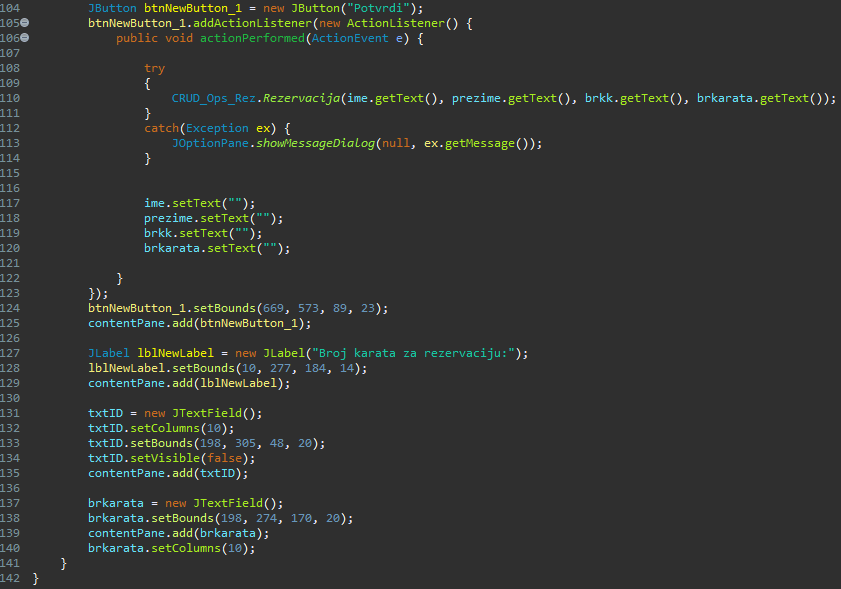 104 JButton btnNewButton_1 = new JButton("Potvrdi");
105 btnNewButton_1.addActionListener(new ActionListener() {
106 public void actionPerformed(ActionEvent e) {
107
108 try
109 {
110 CRUD_Ops_Rez.Rezervacija(ime.getText(), prezime.getText(), brkk.getText(), brkarata.getText());
111 }
112 catch(Exception ex) {
113 JOptionPane.showMessageDialog(null, ex.getMessage());
114 }
115
116
117 ime.setText("");
118 prezime.setText("");
119 brkk.setText("");
120 brkarata.setText("");
121
122 }
123 });
124 btnNewButton_1.setBounds(669, 573, 89, 23);
125 contentPane.add(btnNewButton_1);
126
127 JLabel lblNewLabel = new JLabel("Broj karata za rezervaciju:");
128 lblNewLabel.setBounds(10, 277, 184, 14);
129 contentPane.add(lblNewLabel);
130
131 txtID = new JTextField();
132 txtID.setColumns(10);
133 txtID.setBounds(198, 305, 48, 20);
134 txtID.setVisible(false);
135 contentPane.add(txtID);
136
137 brkarata = new JTextField();
138 brkarata.setBounds(198, 274, 170, 20);
139 contentPane.add(brkarata);
140 brkarata.setColumns(10);
141 }
142 }